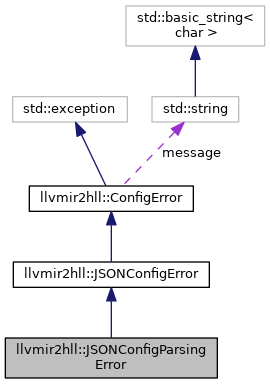 std::basic_string<
char >
std::exception
std::string
message
llvmir2hll::ConfigError
llvmir2hll::JSONConfigError
llvmir2hll::JSONConfigParsing
Error